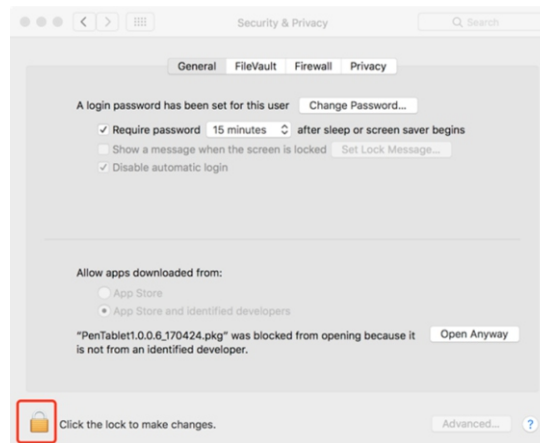 Security & Privacy
Search
General FileVault Firewall Privacy
A login password has been set for this user Change Password...
Require password 15 minutes after sleep or screen saver begins
Show a message when the screen is locked Set Lock Message...
Disable automatic login
Allow apps downloaded from:
App Store
App Store and identified developers
“PenTablet1.0.0.6_170424.pkg” was blocked from opening because it Open Anyway
is not from an identified developer.
Click the lock to make changes. Advanced... ?